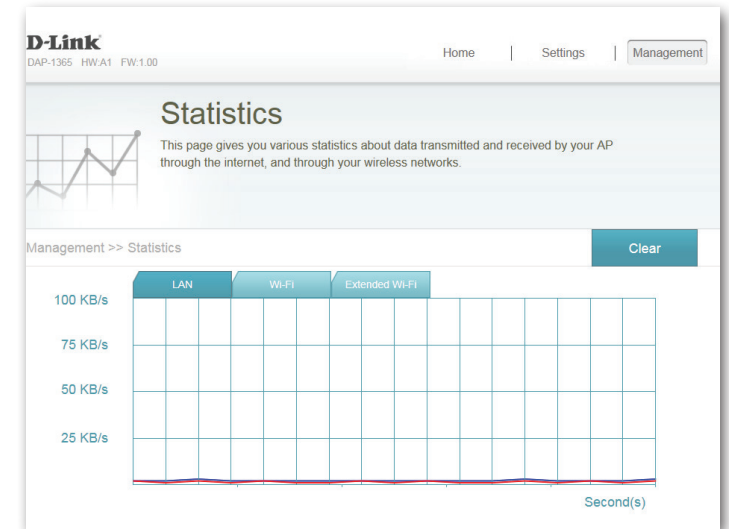 D-Link
DAP-1365 HW:A1 FW:1.00
Home | Settings | Management
Statistics
This page gives you various statistics about data transmitted and received by your AP
through the internet, and through your wireless networks.
Management >> Statistics
Clear
LAN
Wi-Fi
Extended Wi-Fi
100 KB/s
75 KB/s
50 KB/s
25 KB/s
Second(s)